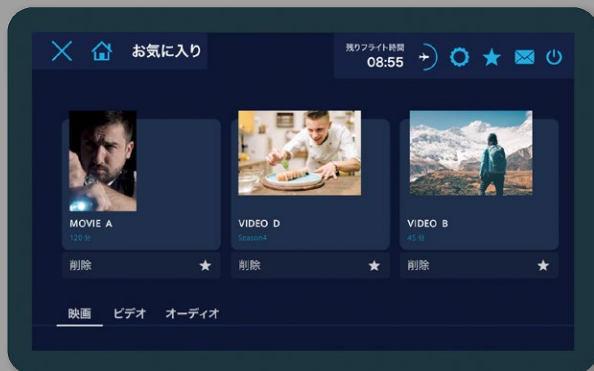 お気に入り
残りフライト時間
08:55
MOVIE A
120 分
削除
VIDEO D
Season4
削除
VIDEO B
45 分
削除
映画 ビデオ オーディオ